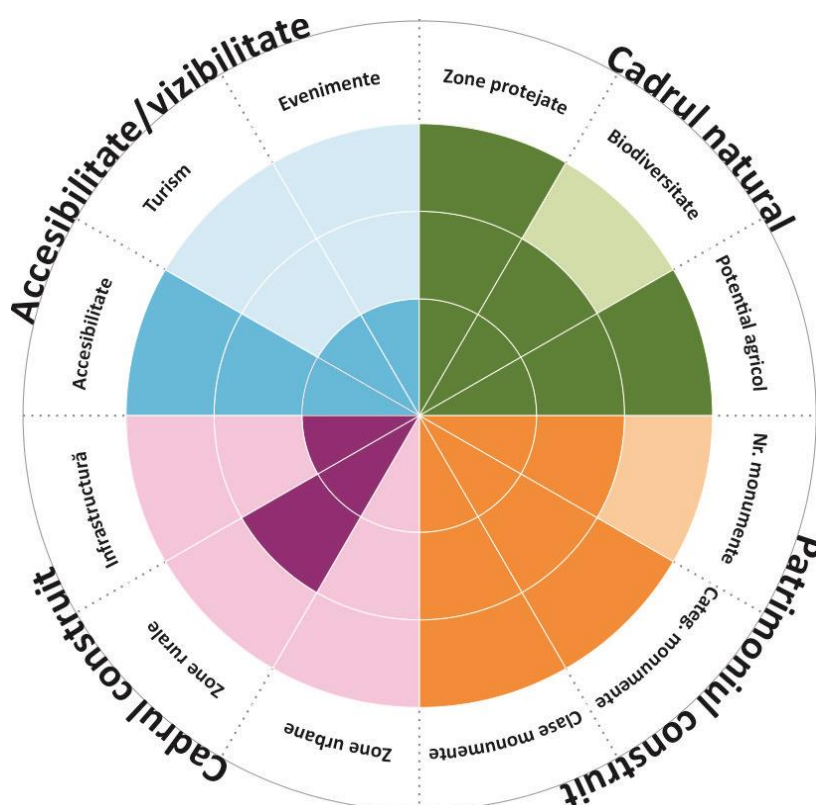 Accesibilitate/vizibilitate
Evenimente
Turism
Accesibilitate
Cadrul natural
Zone protejate
Biodiversitate
Potential agricol
Patrimoniul construit
Nr. monumente
Categ. monumente
Clase monumente
Cadrul construit
Zone urbane
Zone rurale
Infrastructură